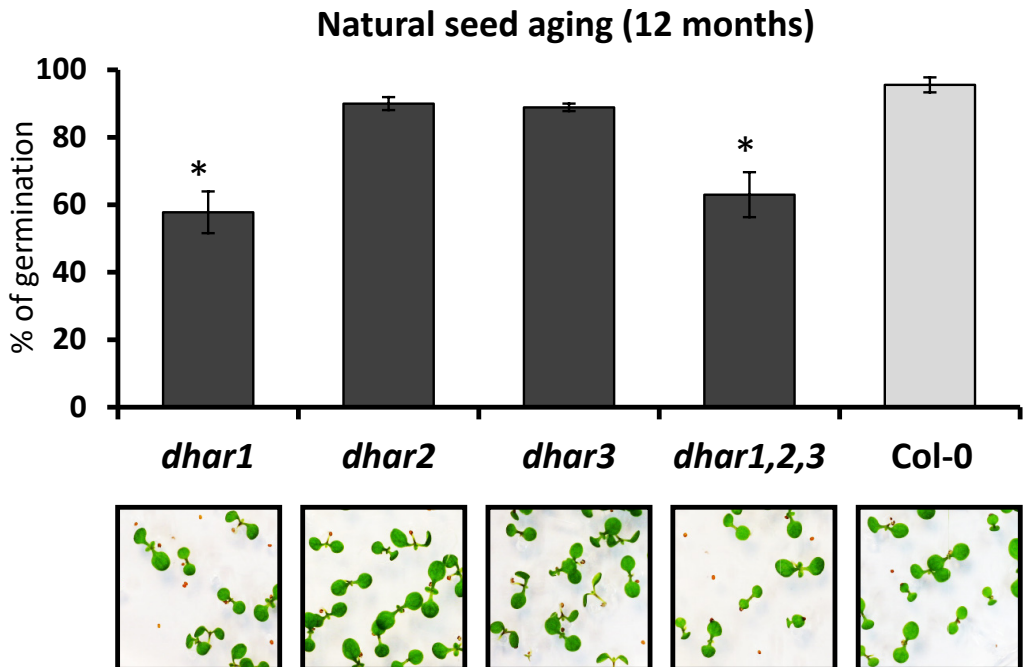 Natural seed aging (12 months)
% of germination
100
80
60
40
20
0
*
*
dhar1 dhar2 dhar3 dhar1,2,3 Col-0